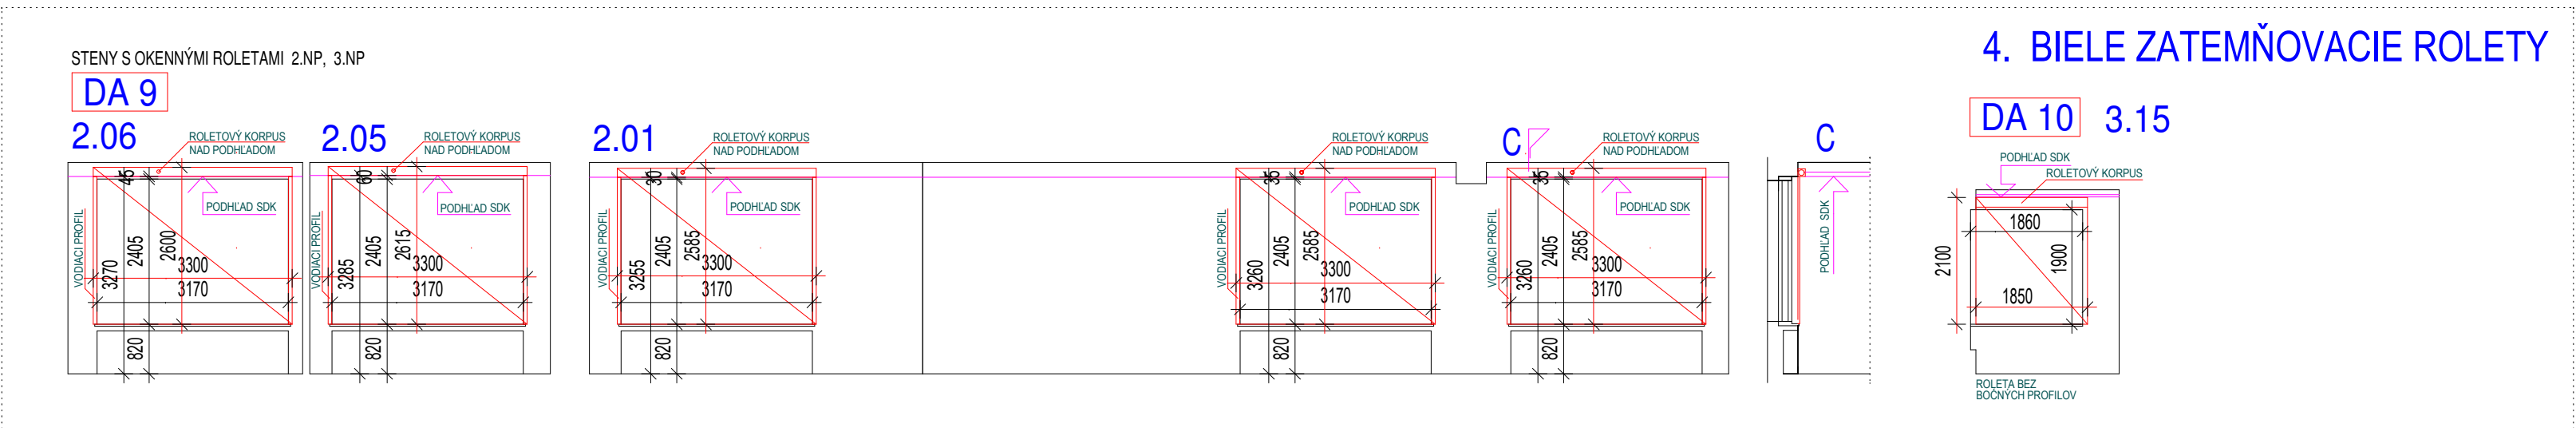 4. BIELE ZATEMŇOVACIE ROLETY
STENY S OKENNÝMI ROLETAMI 2.NP, 3.NP
DA 9
2.06
ROLETOVÝ KORPUS
NAD PODHĽADOM
PODHĽAD SDK
VODIACI PROFIL
45
3270
2405
2600
3300
3170
820
2.05
ROLETOVÝ KORPUS
NAD PODHĽADOM
PODHĽAD SDK
VODIACI PROFIL
60
3285
2405
2615
3300
3170
820
2.01
ROLETOVÝ KORPUS
NAD PODHĽADOM
PODHĽAD SDK
VODIACI PROFIL
30
3255
2405
2585
3300
3170
820
ROLETOVÝ KORPUS
NAD PODHĽADOM
PODHĽAD SDK
VODIACI PROFIL
35
3260
2405
2585
3300
3170
820
C
ROLETOVÝ KORPUS
NAD PODHĽADOM
PODHĽAD SDK
VODIACI PROFIL
35
3260
2405
2585
3300
3170
820
C
PODHĽAD SDK
DA 10
3.15
PODHĽAD SDK
ROLETOVÝ KORPUS
1860
2100
1900
1850
ROLETA BEZ
BOČNÝCH PROFILOV